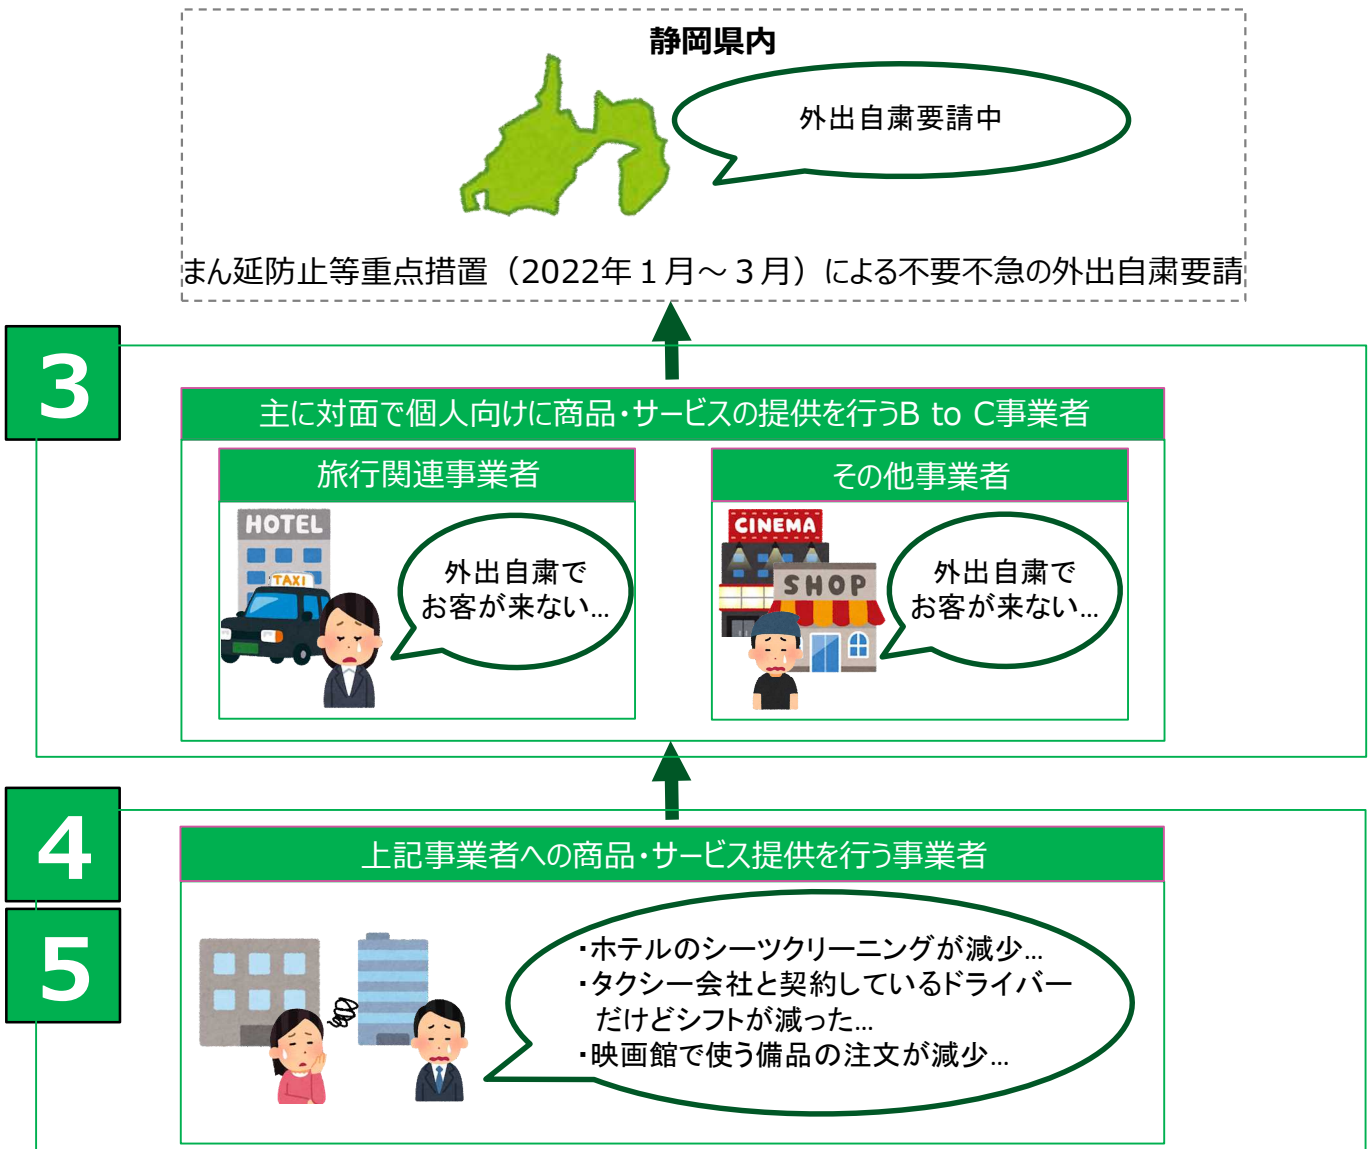 静岡県内
外出自粛要請中
まん延防止等重点措置（2022年１月～３月）による不要不急の外出自粛要請
3
主に対面で個人向けに商品・サービスの提供を行うB to C事業者
旅行関連事業者
HOTEL
TAXI
外出自粛で
お客が来ない…
その他事業者
CINEMA
SHOP
外出自粛で
お客が来ない…
4
5
上記事業者への商品・サービス提供を行う事業者
・ホテルのシーツクリーニングが減少…
・タクシー会社と契約しているドライバー
だけどシフトが減った…
・映画館で使う備品の注文が減少…